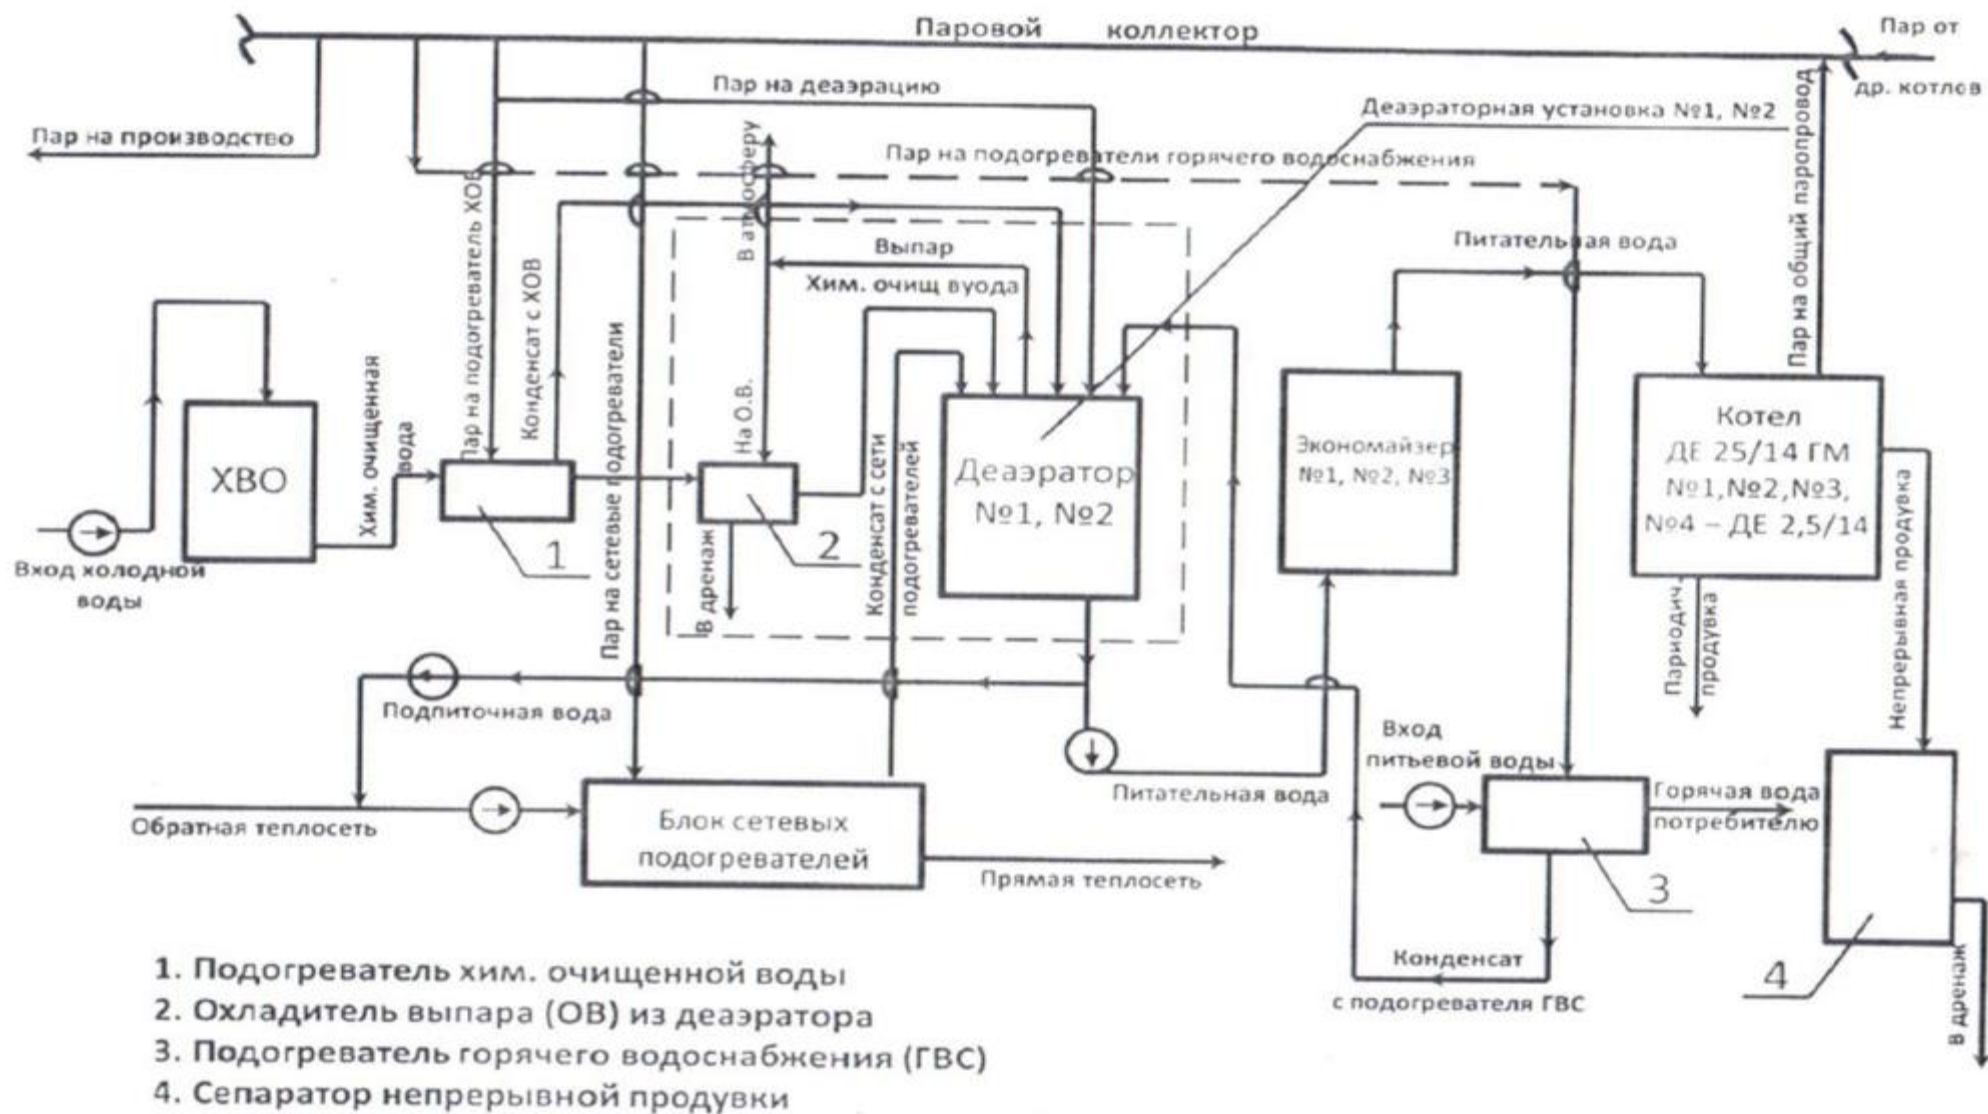 Паровой коллектор
Пар от
др. котлов
Пар на деаэрацию
Деаэраторная установка №1, №2
Пар на производство
Пар на подогреватели горячего водоснабжения
В атмосферу
Пар на общий паропровод
Пар на подогреватель ХОВ
Конденсат с ХОВ
Выпар
Хим. очищ вуода
Питательная вода
Пар на сетевые подогреватели
Хим. очищенная
вода
На О.В.
ХВО
Вход холодной
воды
1
2
В дренаж
Конденсат с сети
подогревателей
Деаэратор
№1, №2
Экономайзер
№1, №2, №3
Котел
ДЕ 25/14 ГМ
№1,№2,№3,
№4 – ДЕ 2,5/14
Париодич.
продувка
Непрерывная продувка
Подпиточная вода
Вход
питьевой воды
Питательная вода
Горячая вода
потребителю
Обратная теплосеть
Блок сетевых
подогревателей
Прямая теплосеть
3
4
Конденсат
с подогревателя ГВС
В дренаж
1. Подогреватель хим. очищенной воды
2. Охладитель выпара (ОВ) из деаэратора
3. Подогреватель горячего водоснабжения (ГВС)
4. Сепаратор непрерывной продувки